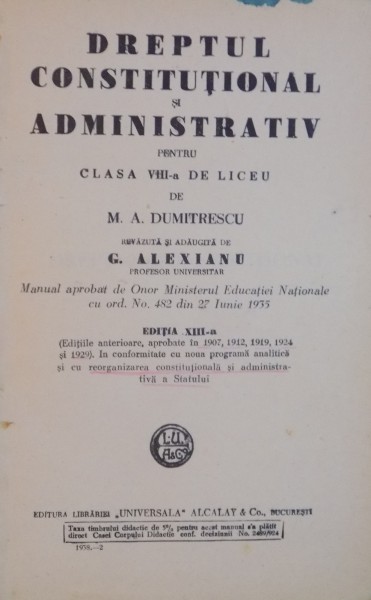 DREPTUL
CONSTITUȚIONAL
ȘI
ADMINISTRATIV
PENTRU
CLASA VIII-a DE LICEU
DE
M. A. DUMITRESCU
REVĂZUTĂ ȘI ADĂUGITĂ DE
G. ALEXIANU
PROFESOR UNIVERSITAR
Manual aprobat de Onor Ministerul Educației Naționale
cu ord. No. 482 din 27 Iunie 1935
EDIȚIA XIII-a
(Edițiile anterioare, aprobate în 1907, 1912, 1919, 1924
și 1929). In conformitate cu noua programă analitică
și cu reorganizarea constituțională și administra-
tivă a Statului
I.U.
A&Co
EDITURA LIBRĂRIEI „UNIVERSALA" ALCALAY & Co., BUCUREȘTI
Taxa timbrului didactic de 5%, pentru acest manual s'a plătit
direct Casei Corpului Didactic conf. deciziunii No.
1938.—2